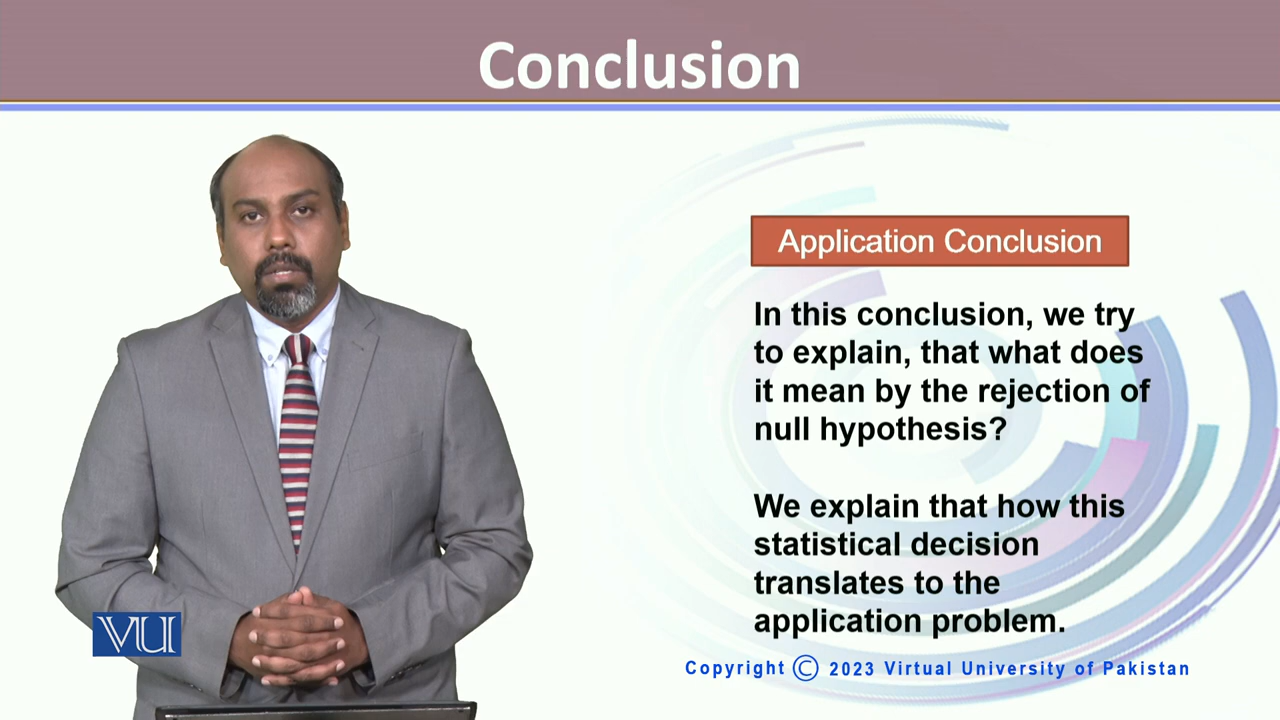 Conclusion
Application Conclusion
In this conclusion, we try
to explain, that what does
it mean by the rejection of
null hypothesis?
We explain that how this
statistical decision
translates to the
application problem.
VU
Copyright © 2023 Virtual University of Pakistan